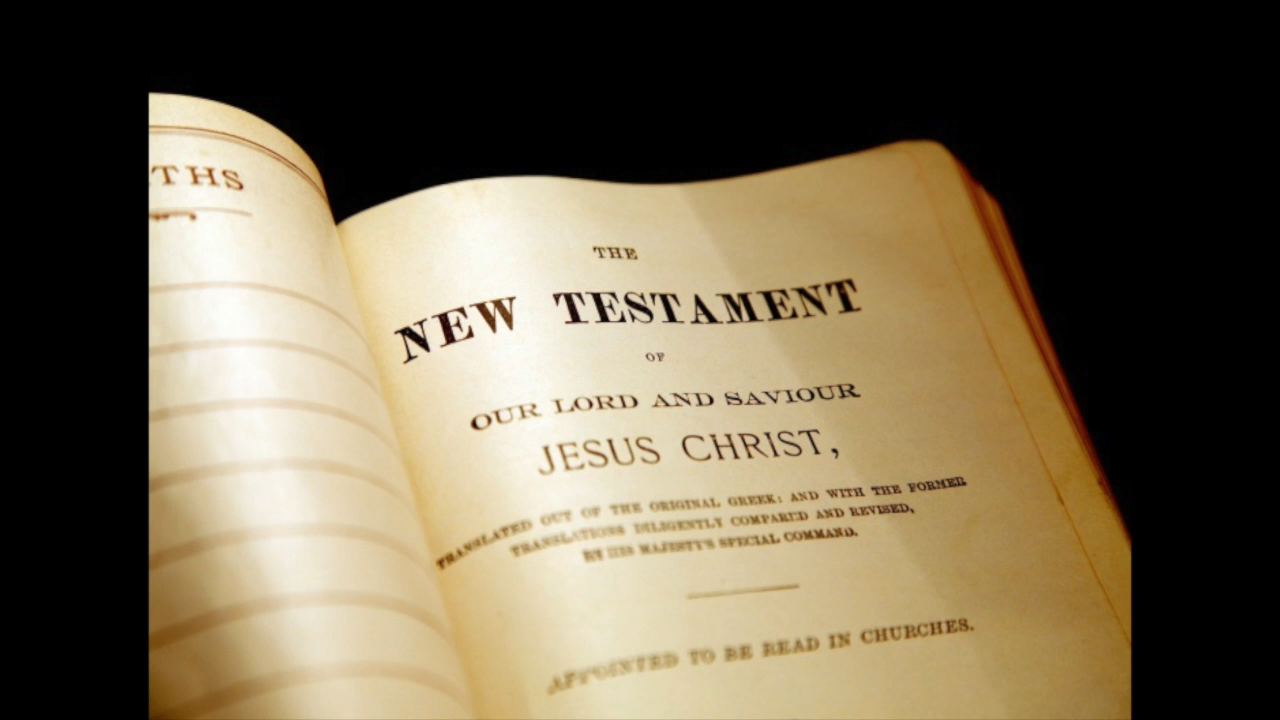 THS
THE
NEW TESTAMENT
OF
OUR LORD AND SAVIOUR
JESUS CHRIST,
TRANSLATED OUT OF THE ORIGINAL GREEK: AND WITH THE FORMER
TRANSLATIONS DILIGENTLY COMPARED AND REVISED,
BY HIS MAJESTY'S SPECIAL COMMAND.
APPOINTED TO BE READ IN CHURCHES.